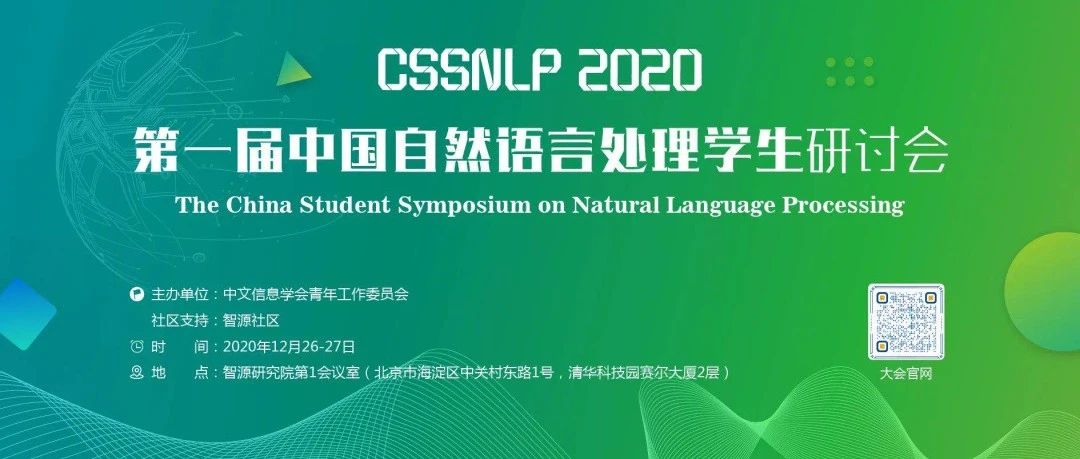 CSSNLP 2020
第一届中国自然语言处理学生研讨会
The China Student Symposium on Natural Language Processing
主办单位：中文信息学会青年工作委员会
社区支持：智源社区
时　　间：2020年12月26-27日
地　　点：智源研究院第1会议室（北京市海淀区中关村东路1号，清华科技园赛尔大厦2层）
大会官网